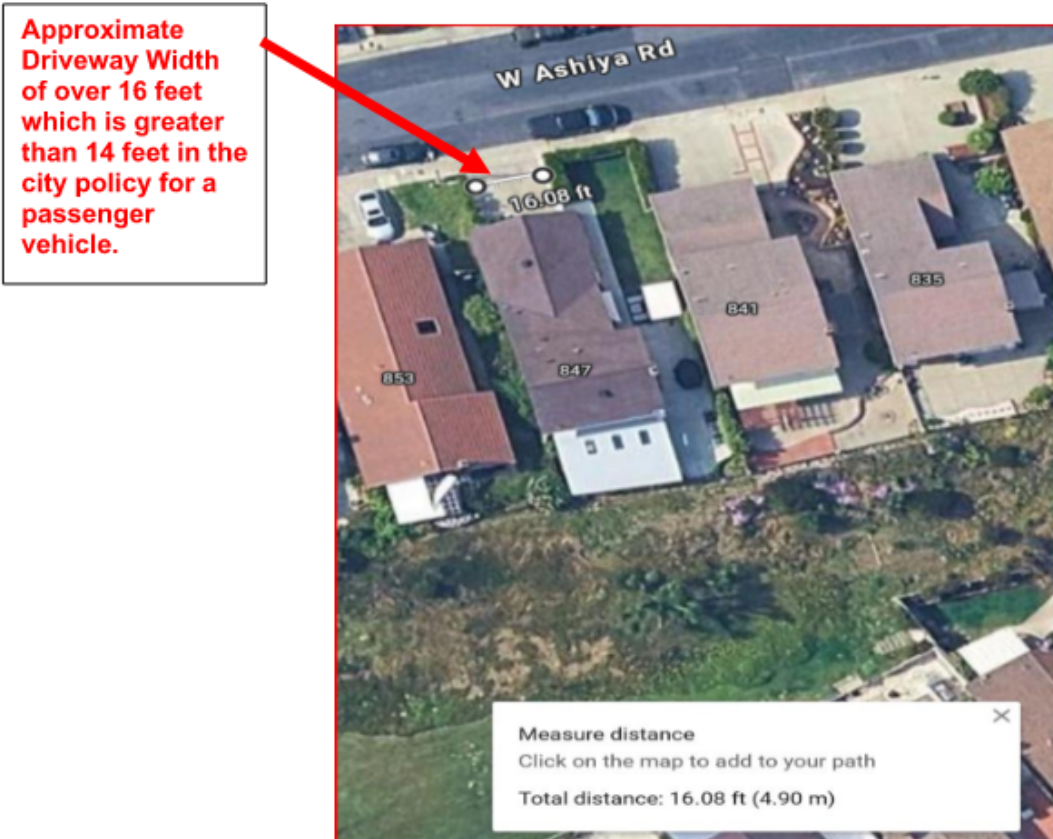 Approximate
Driveway Width
of over 16 feet
which is greater
than 14 feet in the
city policy for a
passenger
vehicle.
W Ashiya Rd
16.08 ft
835
841
847
853
Measure distance
Click on the map to add to your path
Total distance: 16.08 ft (4.90 m)